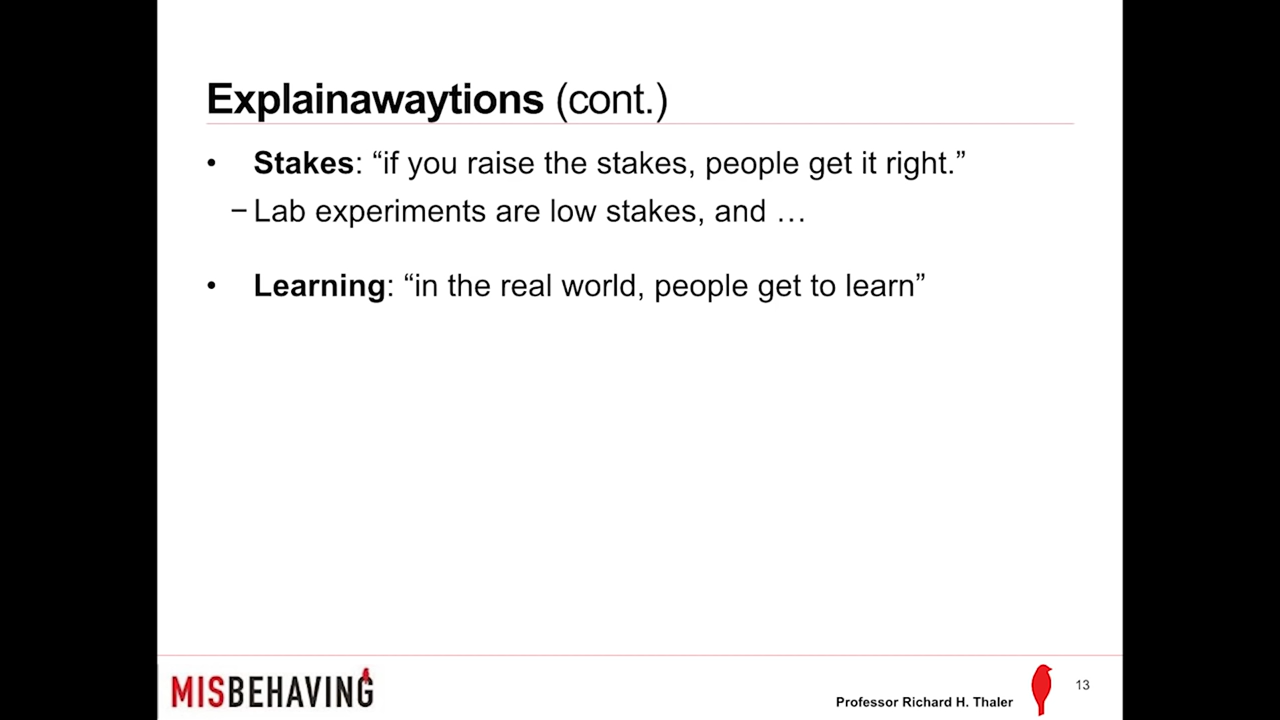 Explainawaytions (cont.)
• Stakes: “if you raise the stakes, people get it right.”
– Lab experiments are low stakes, and …
• Learning: “in the real world, people get to learn”
MISBEHAVING
Professor Richard H. Thaler
13